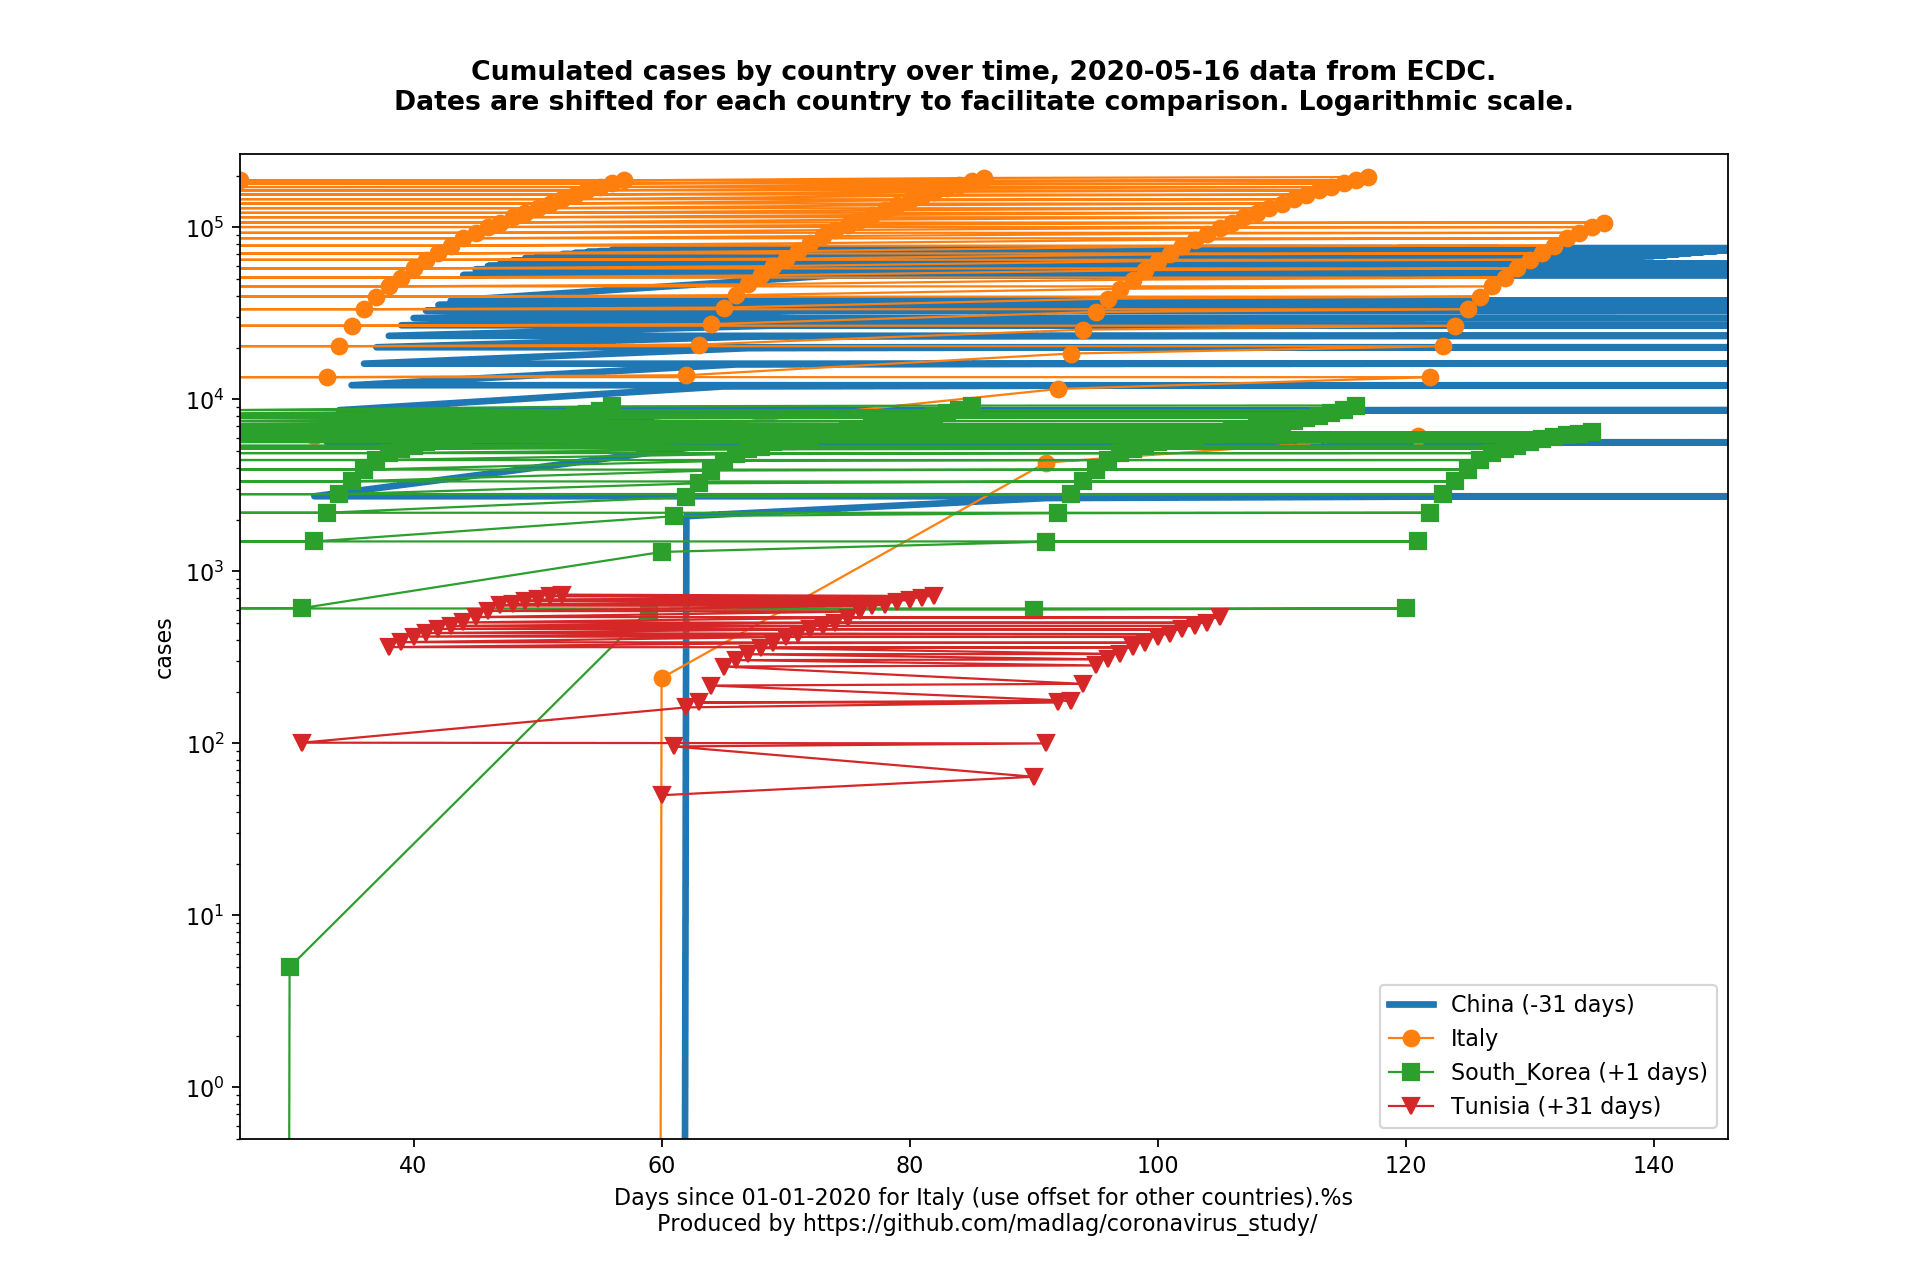 Cumulated cases by country over time, 2020-05-16 data from ECDC.
Dates are shifted for each country to facilitate comparison. Logarithmic scale.
cases
10^5
10^4
10^3
10^2
10^1
10^0
40 60 80 100 120 140
China (-31 days)
Italy
South_Korea (+1 days)
Tunisia (+31 days)
Days since 01-01-2020 for Italy (use offset for other countries).%s
Produced by https://github.com/madlag/coronavirus_study/